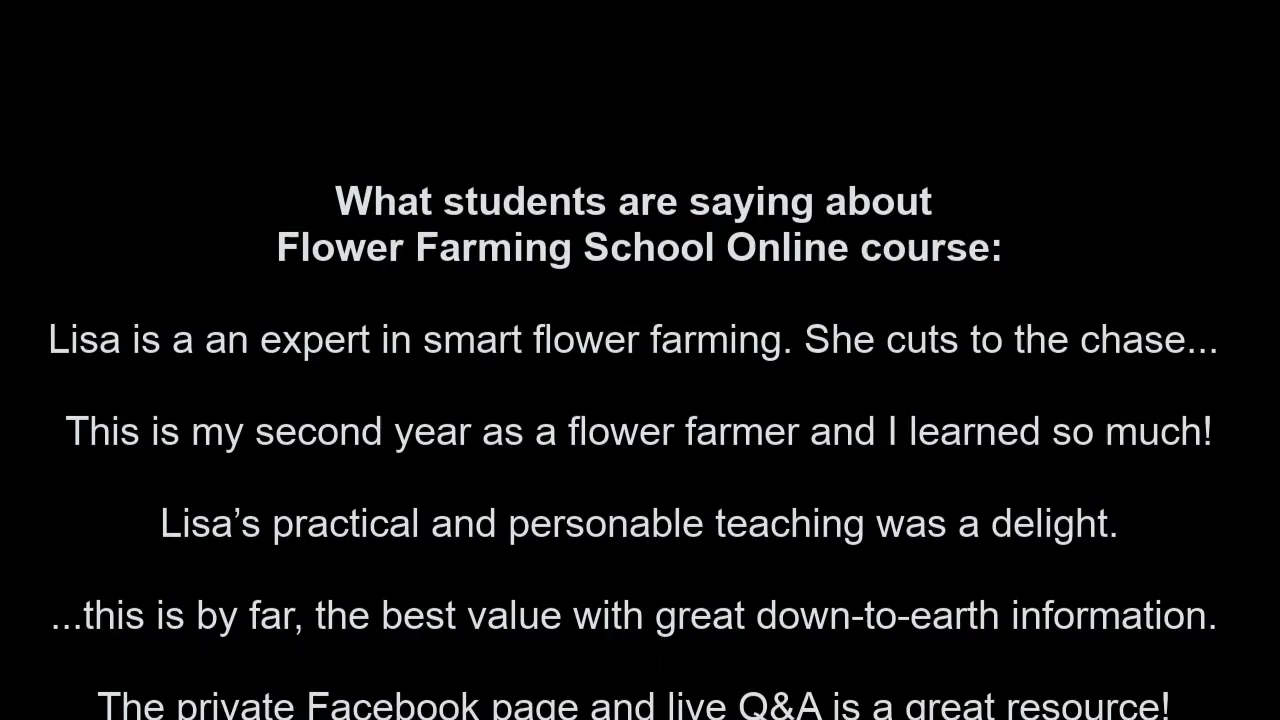 What students are saying about
Flower Farming School Online course:
Lisa is a an expert in smart flower farming. She cuts to the chase...
This is my second year as a flower farmer and I learned so much!
Lisa’s practical and personable teaching was a delight.
...this is by far, the best value with great down-to-earth information.
The private Facebook page and live Q&A is a great resource!